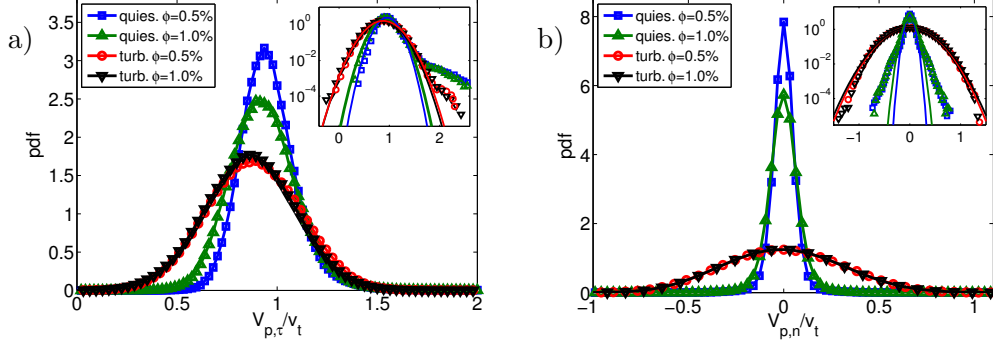 a)
quies. ϕ=0.5%
quies. ϕ=1.0%
turb. ϕ=0.5%
turb. ϕ=1.0%
pdf
3.5
3
2.5
2
1.5
1
0.5
0
0 0.5 1 1.5 2
V_{p,τ}/v_t
10^0
10^{-2}
10^{-4}
0 1 2
b)
quies. ϕ=0.5%
quies. ϕ=1.0%
turb. ϕ=0.5%
turb. ϕ=1.0%
pdf
8
6
4
2
0
−1 −0.5 0 0.5 1
V_{p,n}/v_t
10^0
10^{-2}
10^{-4}
−1 0 1